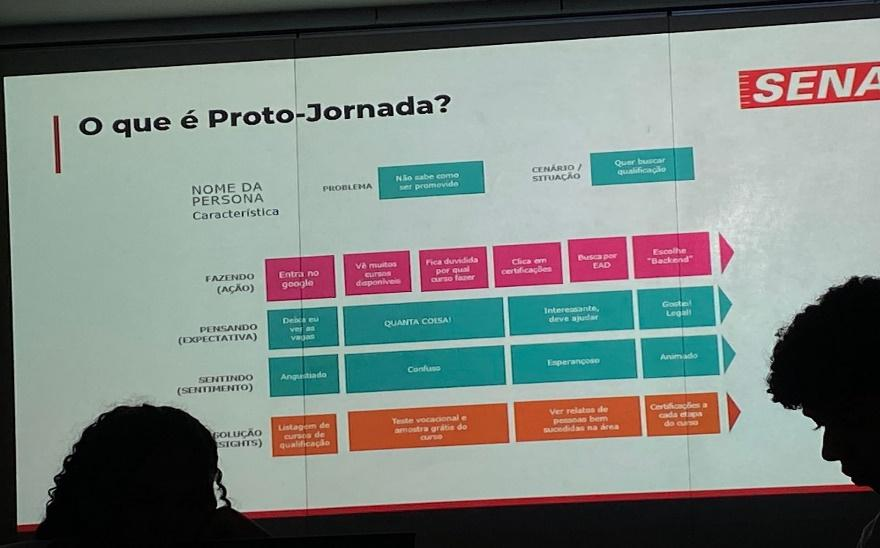 O que é Proto-Jornada?
SENA
NOME DA
PERSONA
Característica
PROBLEMA
Não sabe como
ser promovido
CENÁRIO /
SITUAÇÃO
Quer buscar
qualificação
FAZENDO
(AÇÃO)
Entra no
google
Vê muitos
cursos
disponíveis
Fica duvidida
por qual
curso fazer
Clica em
certificações
Busca por
EAD
Escolhe
"Backend"
PENSANDO
(EXPECTATIVA)
Deixa eu
ver as
vagas
QUANTA COISA!
Interessante,
deve ajudar
Gostei!
Legal!
SENTINDO
(SENTIMENTO)
Angustiado
Confuso
Esperançoso
Animado
SOLUÇÃO
SIGHTS)
Listagem de
cursos de
qualificação
Teste vocacional e
amostra grátis do
curso
Ver relatos de
pessoas bem
sucedidas na área
Certificações a
cada etapa
do curso